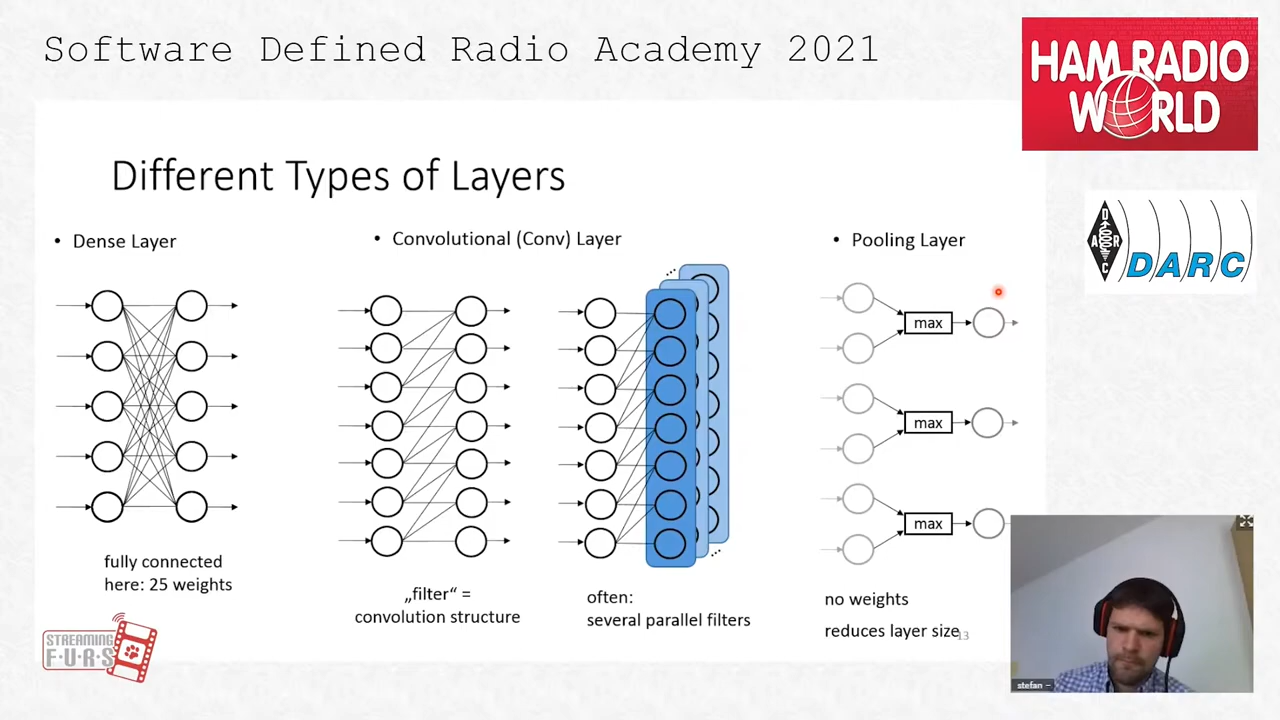 Software Defined Radio Academy 2021
HAM RADIO
WORLD
Different Types of Layers
• Dense Layer
• Convolutional (Conv) Layer
• Pooling Layer
D
A R
C
DARC
max
max
max
fully connected
here: 25 weights
„filter“ =
convolution structure
often:
several parallel filters
no weights
reduces layer size
13
STREAMING
F·U·R·S
stefan –